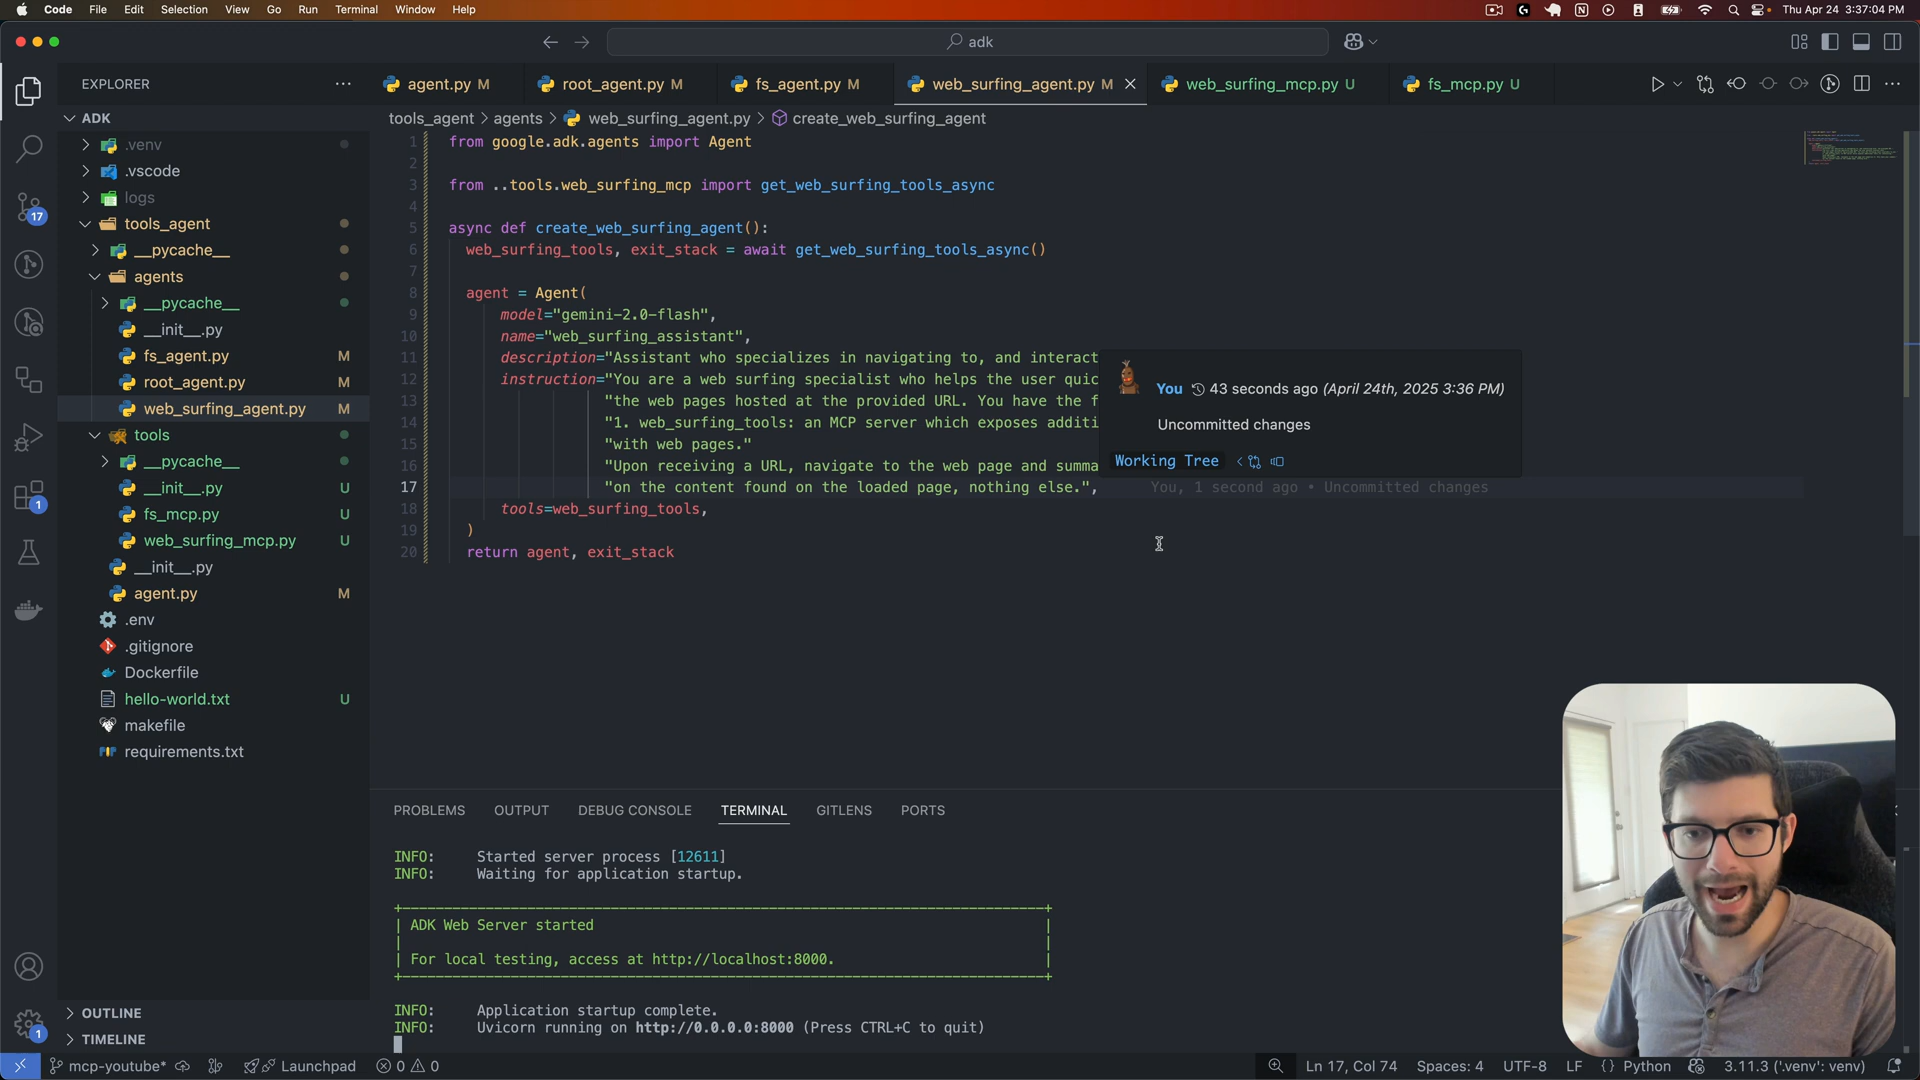 Code File Edit Selection View Go Run Terminal Window Help Thu Apr 24 3:37:04 PM
adk
EXPLORER
agent.py M
root_agent.py M
fs_agent.py M
web_surfing_agent.py M
web_surfing_mcp.py U
fs_mcp.py U
ADK
.venv
.vscode
logs
tools_agent
__pycache__
agents
__pycache__
__init__.py
fs_agent.py M
root_agent.py M
web_surfing_agent.py M
tools
__pycache__
__init__.py U
fs_mcp.py U
web_surfing_mcp.py U
__init__.py
agent.py M
.env
.gitignore
Dockerfile
hello-world.txt U
makefile
requirements.txt
OUTLINE
TIMELINE
17
1
1
tools_agent > agents > web_surfing_agent.py > create_web_surfing_agent
1 from google.adk.agents import Agent
2
3 from ..tools.web_surfing_mcp import get_web_surfing_tools_async
4
5 async def create_web_surfing_agent():
6 web_surfing_tools, exit_stack = await get_web_surfing_tools_async()
7
8 agent = Agent(
9 model="gemini-2.0-flash",
10 name="web_surfing_assistant",
11 description="Assistant who specializes in navigating to, and interact
12 instruction="You are a web surfing specialist who helps the user quic
13 "the web pages hosted at the provided URL. You have the f
14 "1. web_surfing_tools: an MCP server which exposes additi
15 "with web pages."
16 "Upon receiving a URL, navigate to the web page and summa
17 "on the content found on the loaded page, nothing else.", You, 1 second ago • Uncommitted changes
18 tools=web_surfing_tools,
19 )
20 return agent, exit_stack
You 43 seconds ago (April 24th, 2025 3:36 PM)
Uncommitted changes
Working Tree
PROBLEMS OUTPUT DEBUG CONSOLE TERMINAL GITLENS PORTS
INFO: Started server process [12611]
INFO: Waiting for application startup.
ADK Web Server started
For local testing, access at http://localhost:8000.
INFO: Application startup complete.
INFO: Uvicorn running on http://0.0.0.0:8000 (Press CTRL+C to quit)
mcp-youtube* Launchpad 0 0 Ln 17, Col 74 Spaces: 4 UTF-8 LF {} Python 3.11.3 ('.venv': venv)